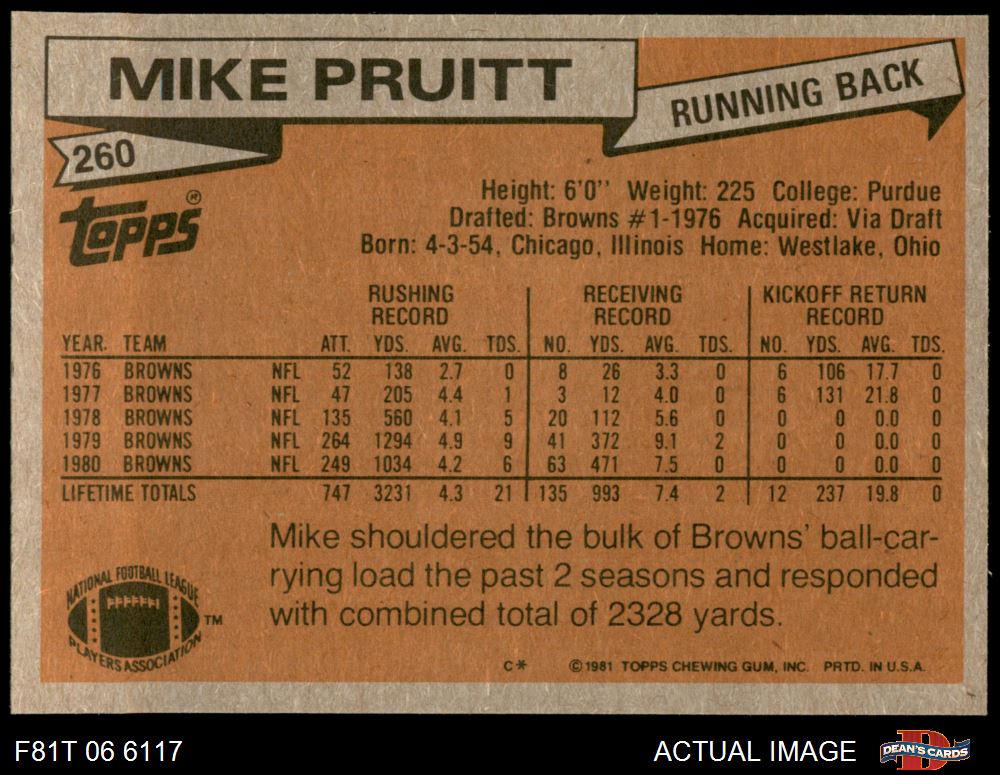 MIKE PRUITT
RUNNING BACK
260
TOPPS®
Height: 6'0'' Weight: 225 College: Purdue
Drafted: Browns #1-1976 Acquired: Via Draft
Born: 4-3-54, Chicago, Illinois Home: Westlake, Ohio
RUSHING RECORD RECEIVING RECORD KICKOFF RETURN RECORD
YEAR TEAM ATT. YDS. AVG. TDS. NO. YDS. AVG. TDS. NO. YDS. AVG. TDS.
1976 BROWNS NFL 52 138 2.7 0 8 26 3.3 0 6 106 17.7 0
1977 BROWNS NFL 47 205 4.4 1 3 12 4.0 0 6 131 21.8 0
1978 BROWNS NFL 135 560 4.1 5 20 112 5.6 0 0 0 0.0 0
1979 BROWNS NFL 264 1294 4.9 9 41 372 9.1 2 0 0 0.0 0
1980 BROWNS NFL 249 1034 4.2 6 63 471 7.5 0 0 0 0.0 0
LIFETIME TOTALS 747 3231 4.3 21 135 993 7.4 2 12 237 19.8 0
Mike shouldered the bulk of Browns' ball-car-
rying load the past 2 seasons and responded
with combined total of 2328 yards.
NATIONAL FOOTBALL LEAGUE
PLAYERS ASSOCIATION
TM
C* ©1981 TOPPS CHEWING GUM, INC. PRTD. IN U.S.A.
F81T 06 6117
ACTUAL IMAGE
D
DEAN'S CARDS